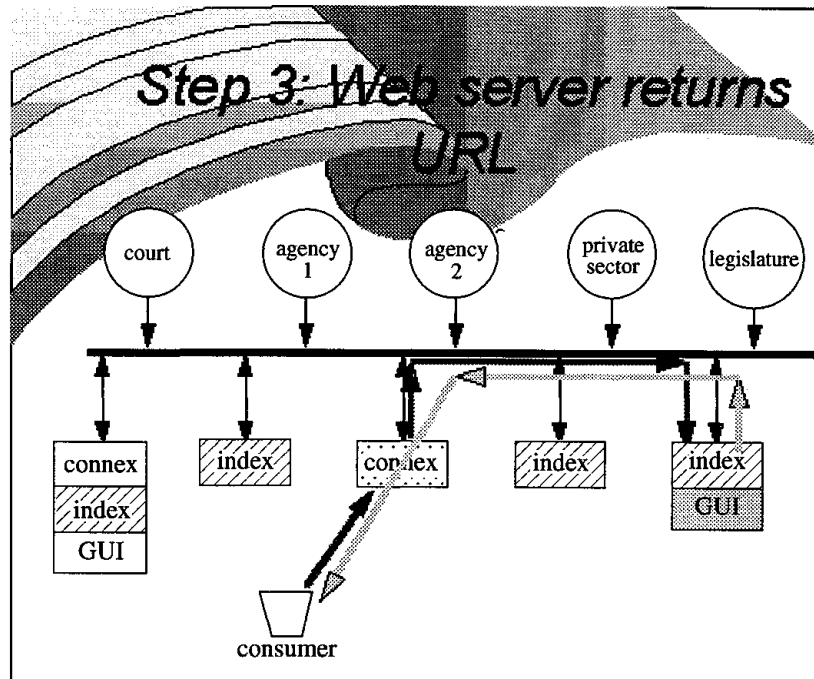 Step 3: Web server returns
URL
court
agency
1
agency
2
private
sector
legislature
connex
index
GUI
index
connex
index
index
GUI
consumer